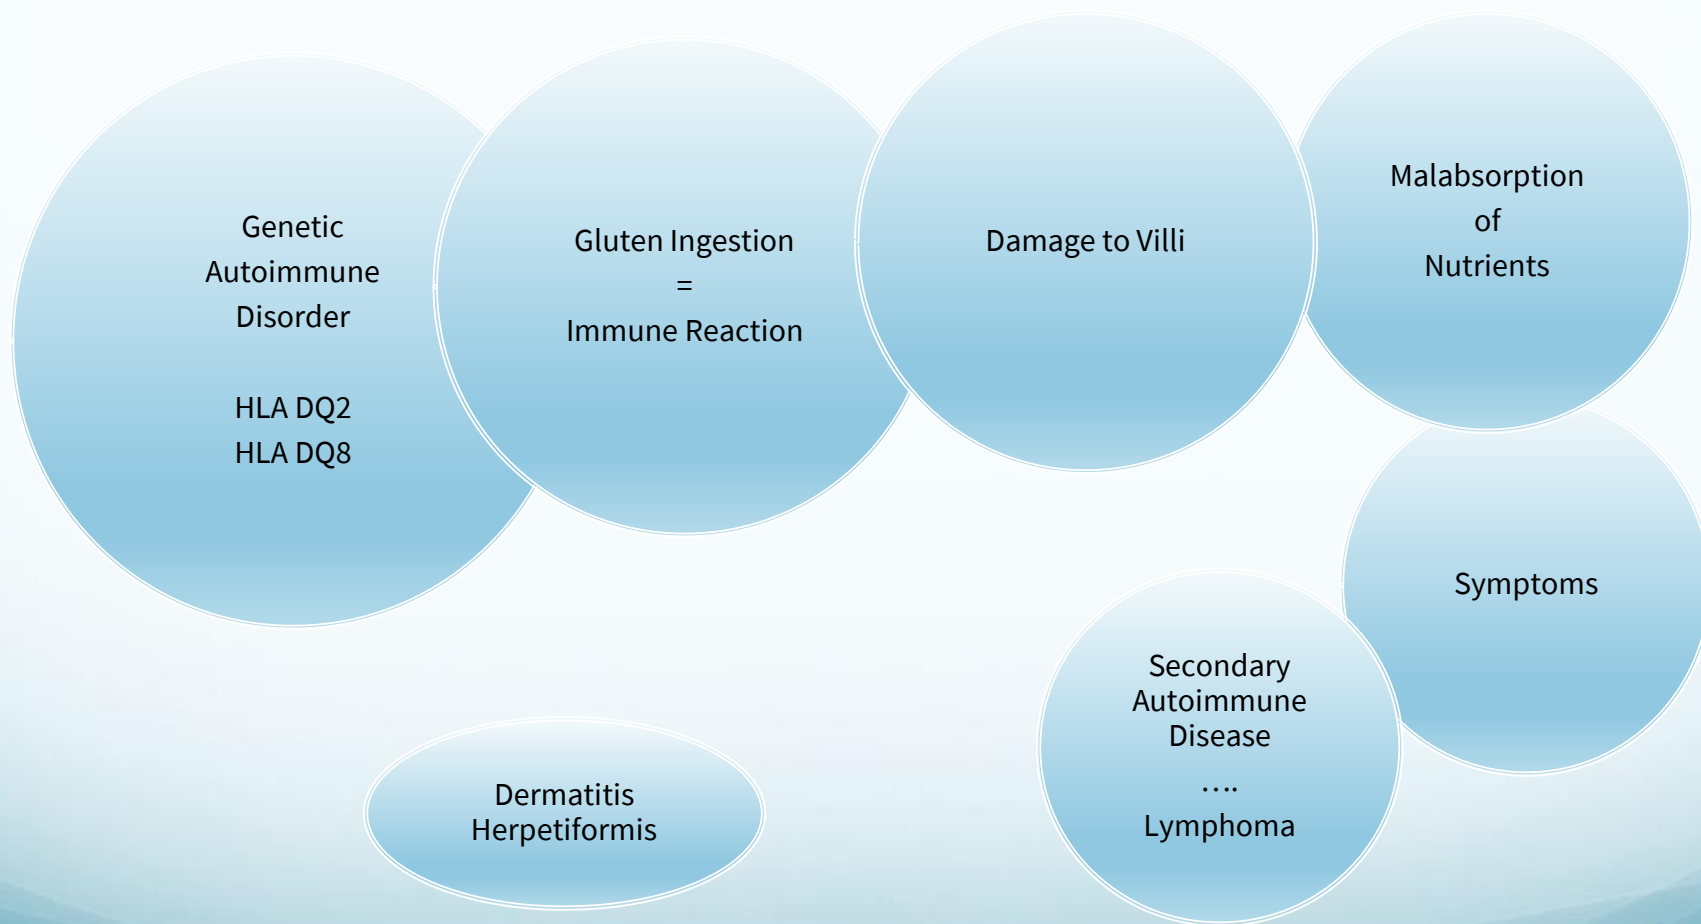 Genetic
Autoimmune
Disorder
HLA DQ2
HLA DQ8
Gluten Ingestion
=
Immune Reaction
Damage to Villi
Malabsorption
of
Nutrients
Symptoms
Secondary
Autoimmune
Disease
....
Lymphoma
Dermatitis
Herpetiformis